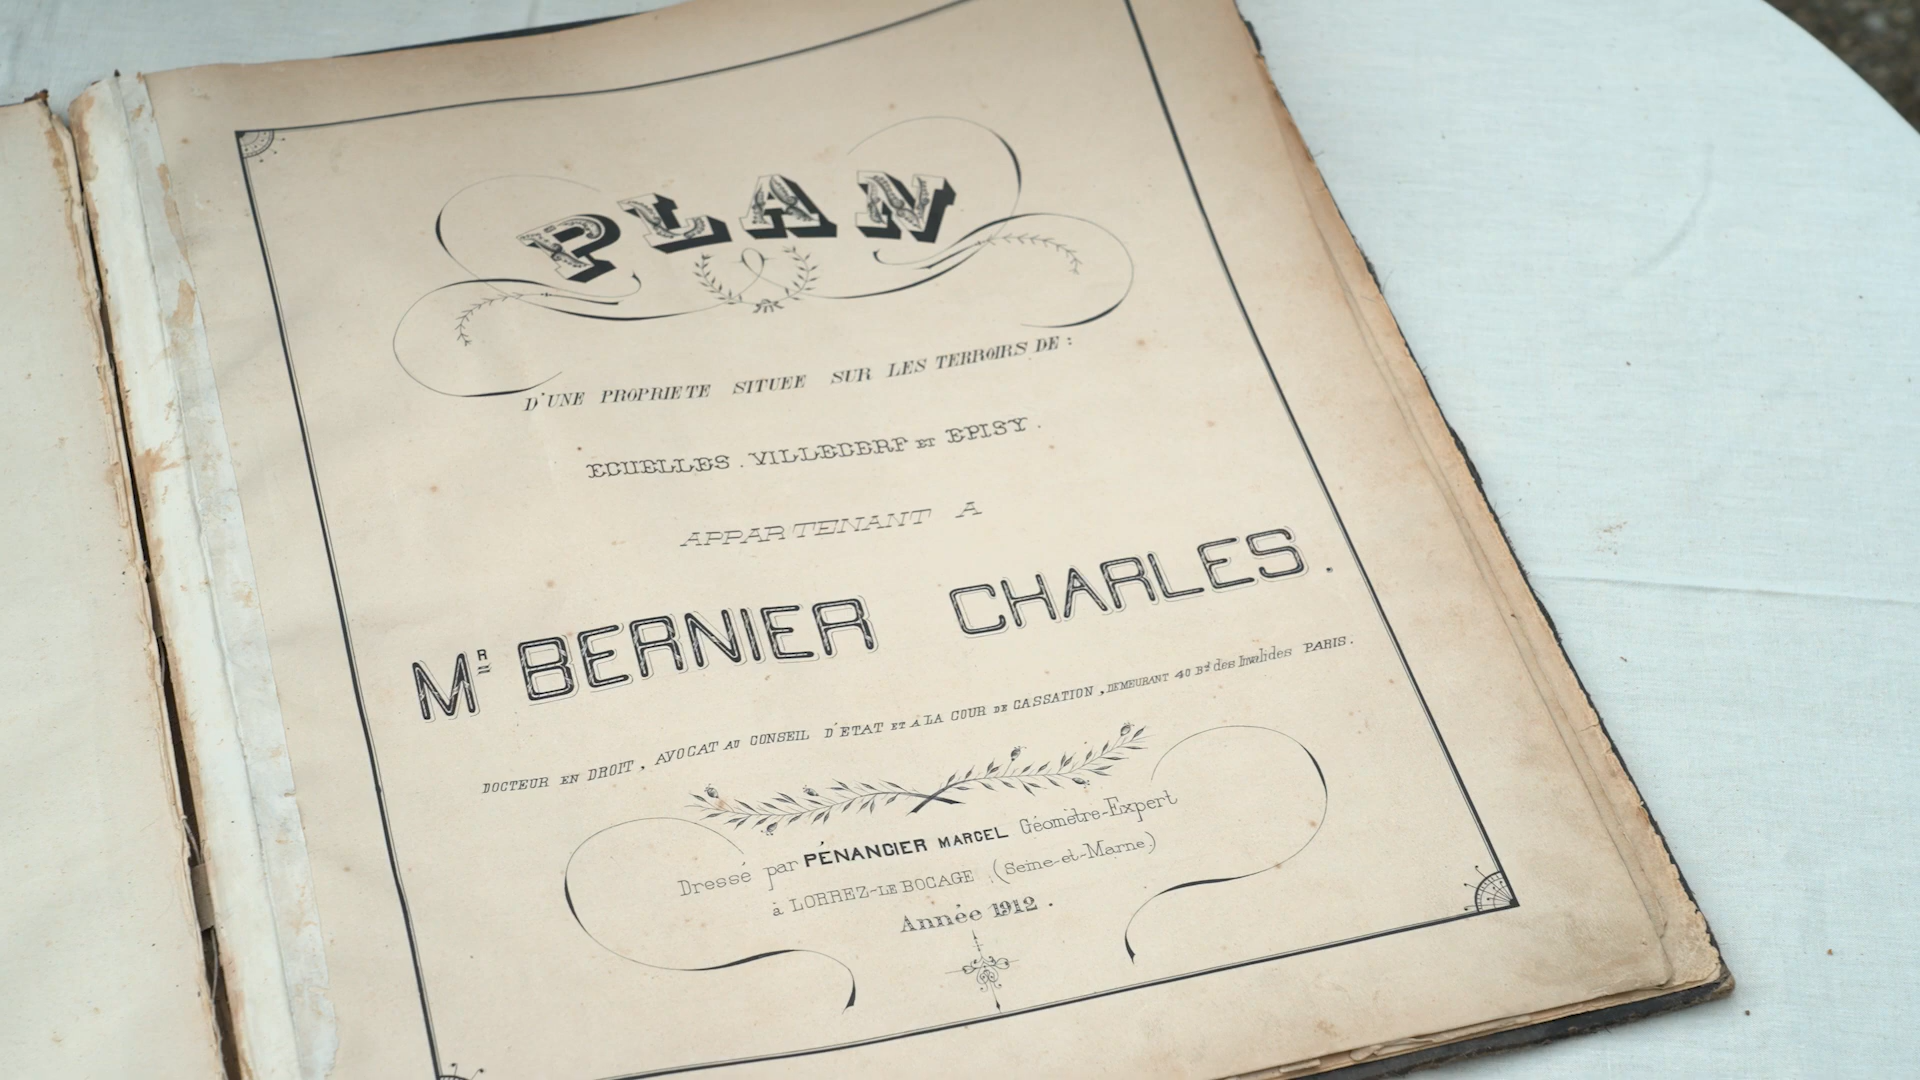 PLAN
D'UNE PROPRIETE SITUEE SUR LES TERROIRS DE :
ECUELLES . VILLECERF ET EPISY .
APPARTENANT A
MR BERNIER CHARLES .
DOCTEUR EN DROIT , AVOCAT AU CONSEIL D'ÉTAT ET À LA COUR DE CASSATION , DEMEURANT 40 Bd des Invalides PARIS .
Dressé par PÉNANCIER MARCEL Géomètre-Expert
à LORREZ-LE BOCAGE (Seine-et-Marne)
Année 1912 .